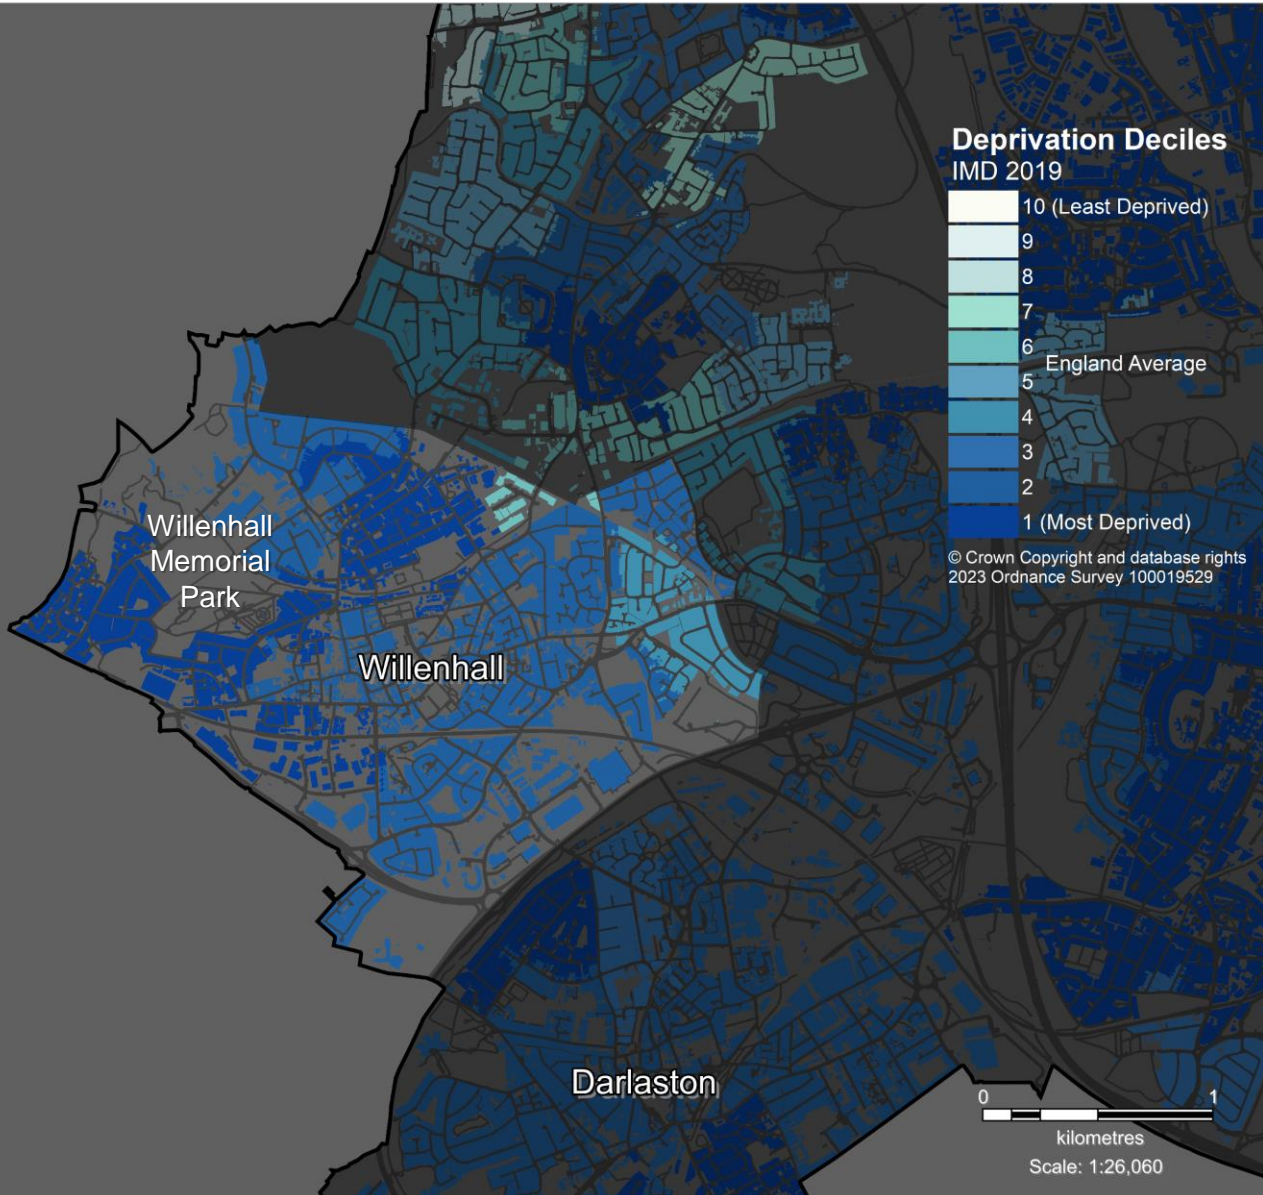 Deprivation Deciles
IMD 2019
10 (Least Deprived)
9
8
7
6
England Average
5
4
3
2
1 (Most Deprived)
© Crown Copyright and database rights
2023 Ordnance Survey 100019529
Willenhall
Memorial
Park
Willenhall
Darlaston
0 1
kilometres
Scale: 1:26,060